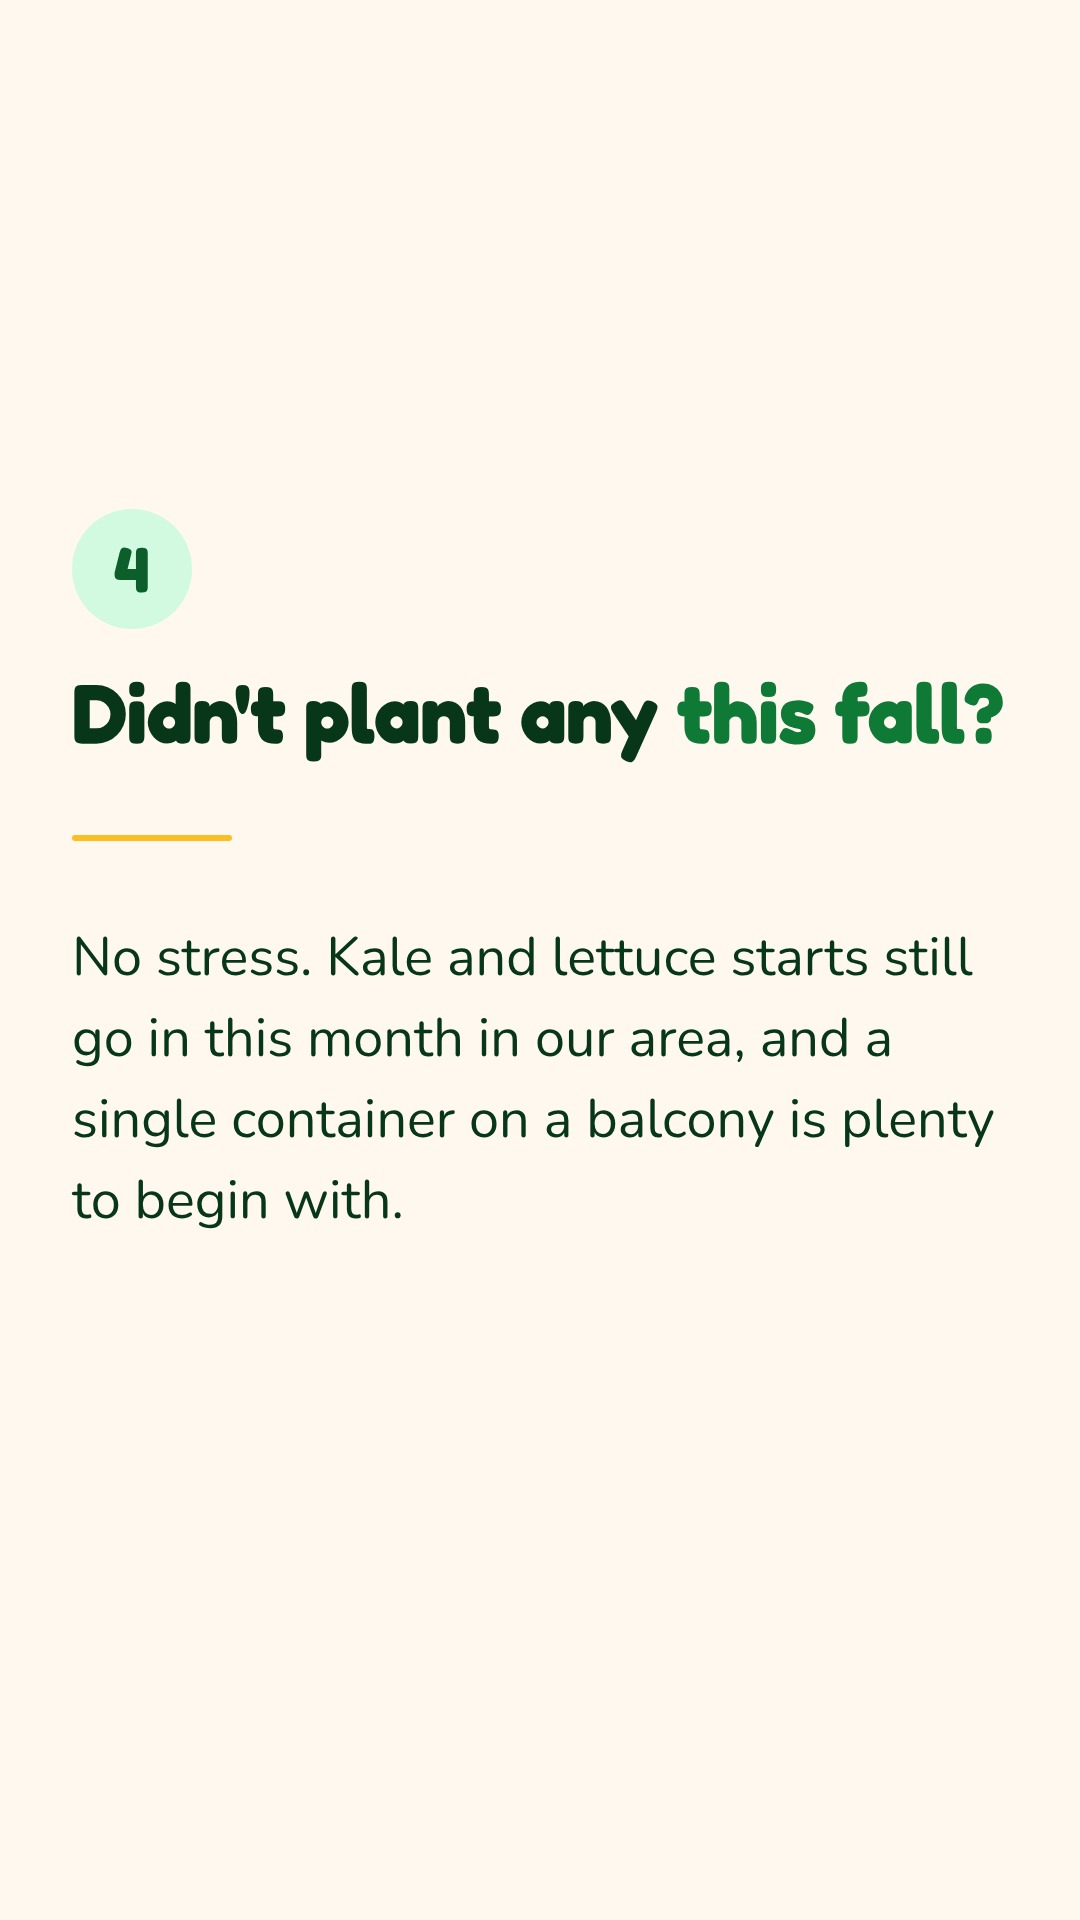 4
Didn't plant any this fall?
No stress. Kale and lettuce starts still
go in this month in our area, and a
single container on a balcony is plenty
to begin with.